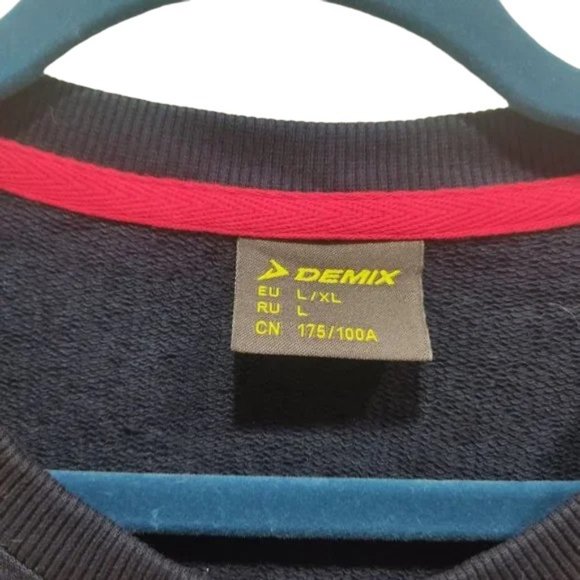 DEMIX
EU L/XL
RU L
CN 175/100A